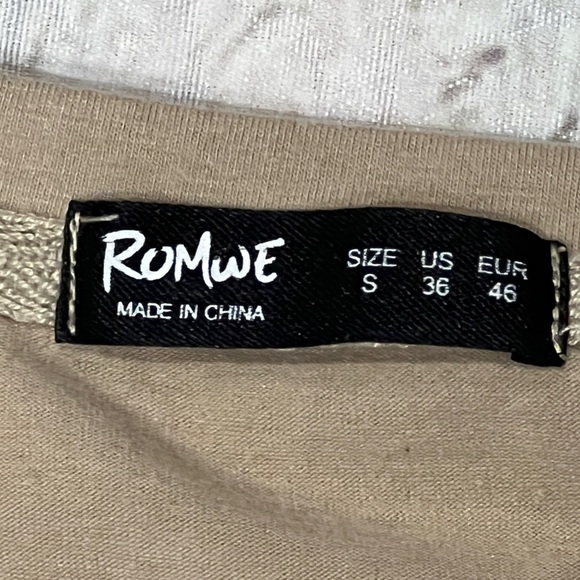 ROMWE
MADE IN CHINA
SIZE US EUR
S 36 46